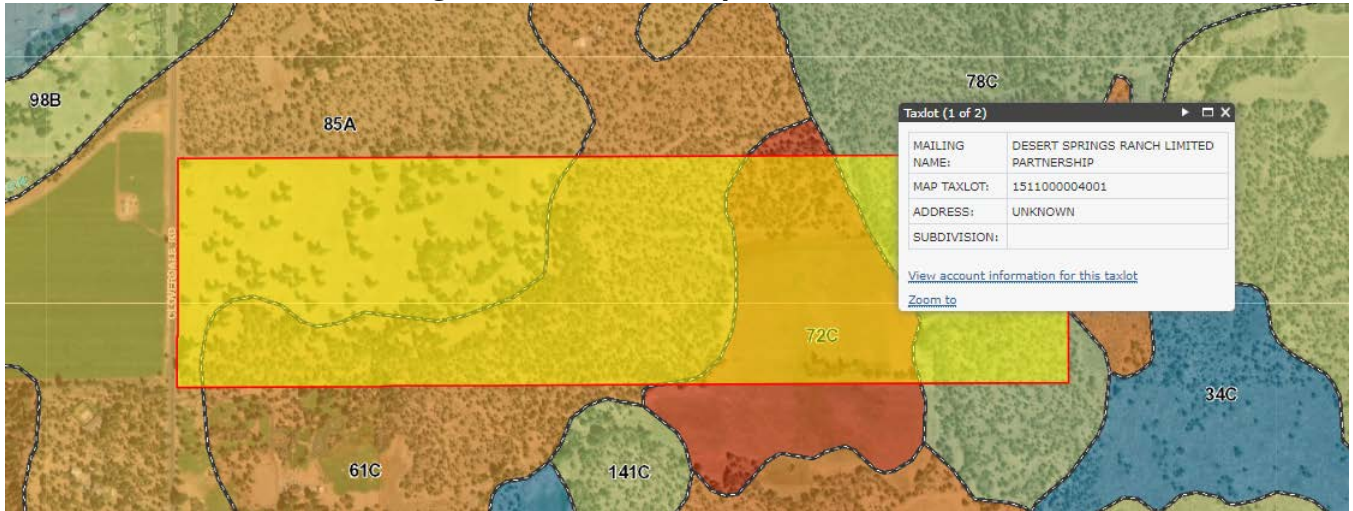 98B
85A
78C
Taxlot (1 of 2)
MAILING NAME:
DESERT SPRINGS RANCH LIMITED PARTNERSHIP
MAP TAXLOT:
1511000004001
ADDRESS:
UNKNOWN
SUBDIVISION:
View account information for this taxlot
Zoom to
72C
34C
61C
141C